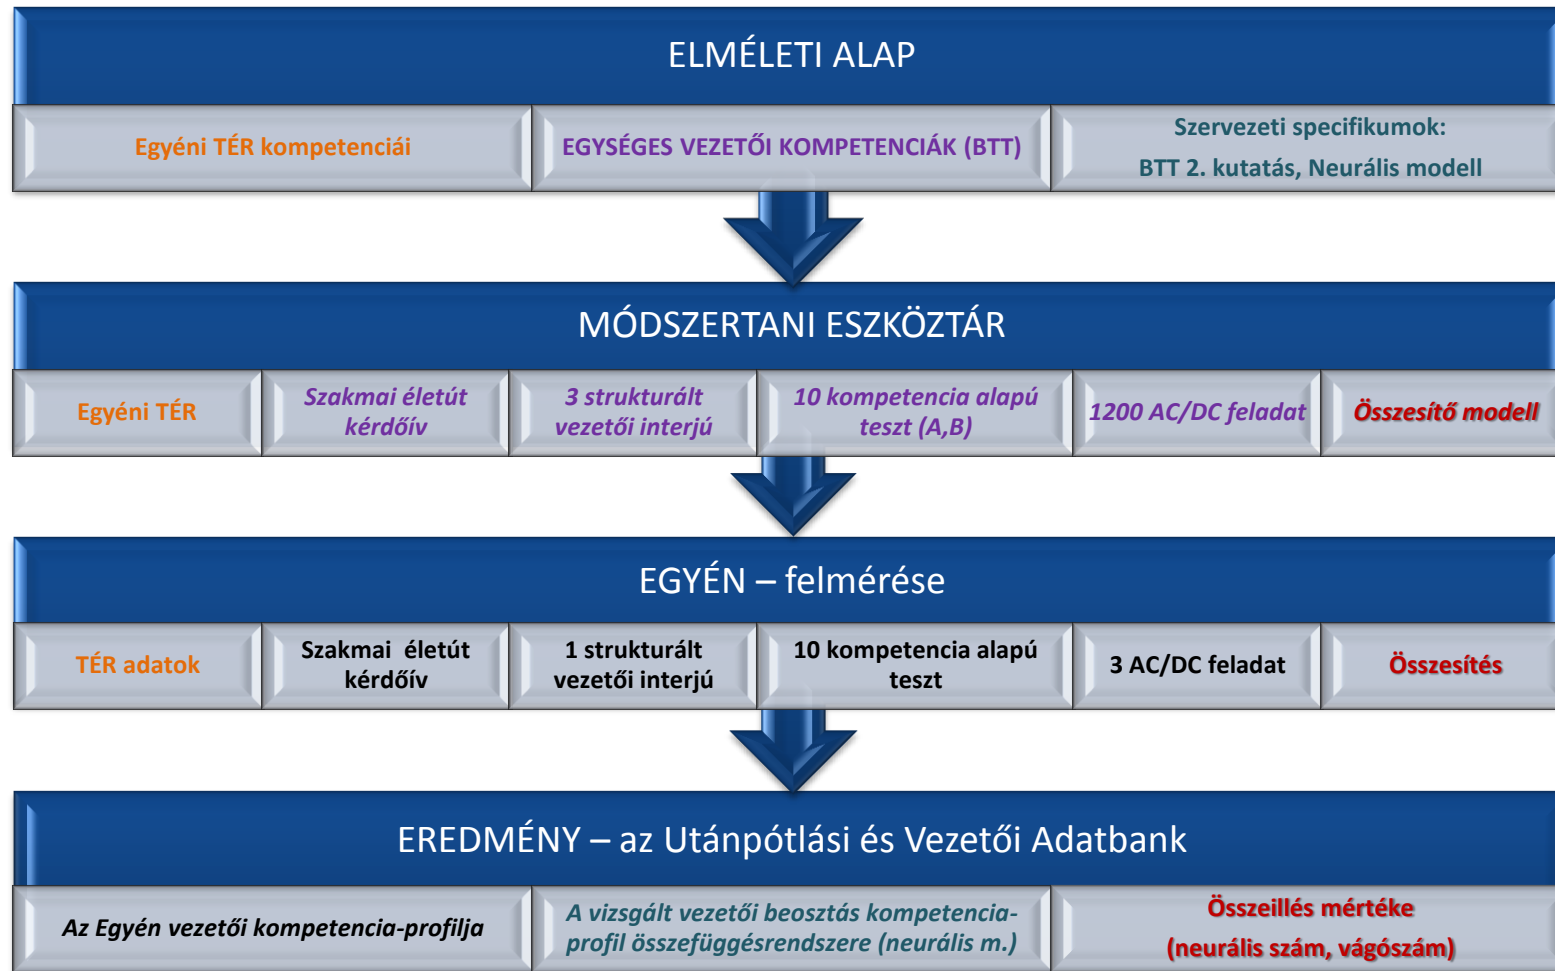 ELMÉLETI ALAP
Egyéni TÉR kompetenciái
EGYSÉGES VEZETŐI KOMPETENCIÁK (BTT)
Szervezeti specifikumok:
BTT 2. kutatás, Neurális modell
MÓDSZERTANI ESZKÖZTÁR
Egyéni TÉR
Szakmai életút
kérdőív
3 strukturált
vezetői interjú
10 kompetencia alapú
teszt (A,B)
1200 AC/DC feladat
Összesítő modell
EGYÉN – felmérése
TÉR adatok
Szakmai életút
kérdőív
1 strukturált
vezetői interjú
10 kompetencia alapú
teszt
3 AC/DC feladat
Összesítés
EREDMÉNY – az Utánpótlási és Vezetői Adatbank
Az Egyén vezetői kompetencia-profilja
A vizsgált vezetői beosztás kompetencia-
profil összefüggésrendszere (neurális m.)
Összeillés mértéke
(neurális szám, vágószám)